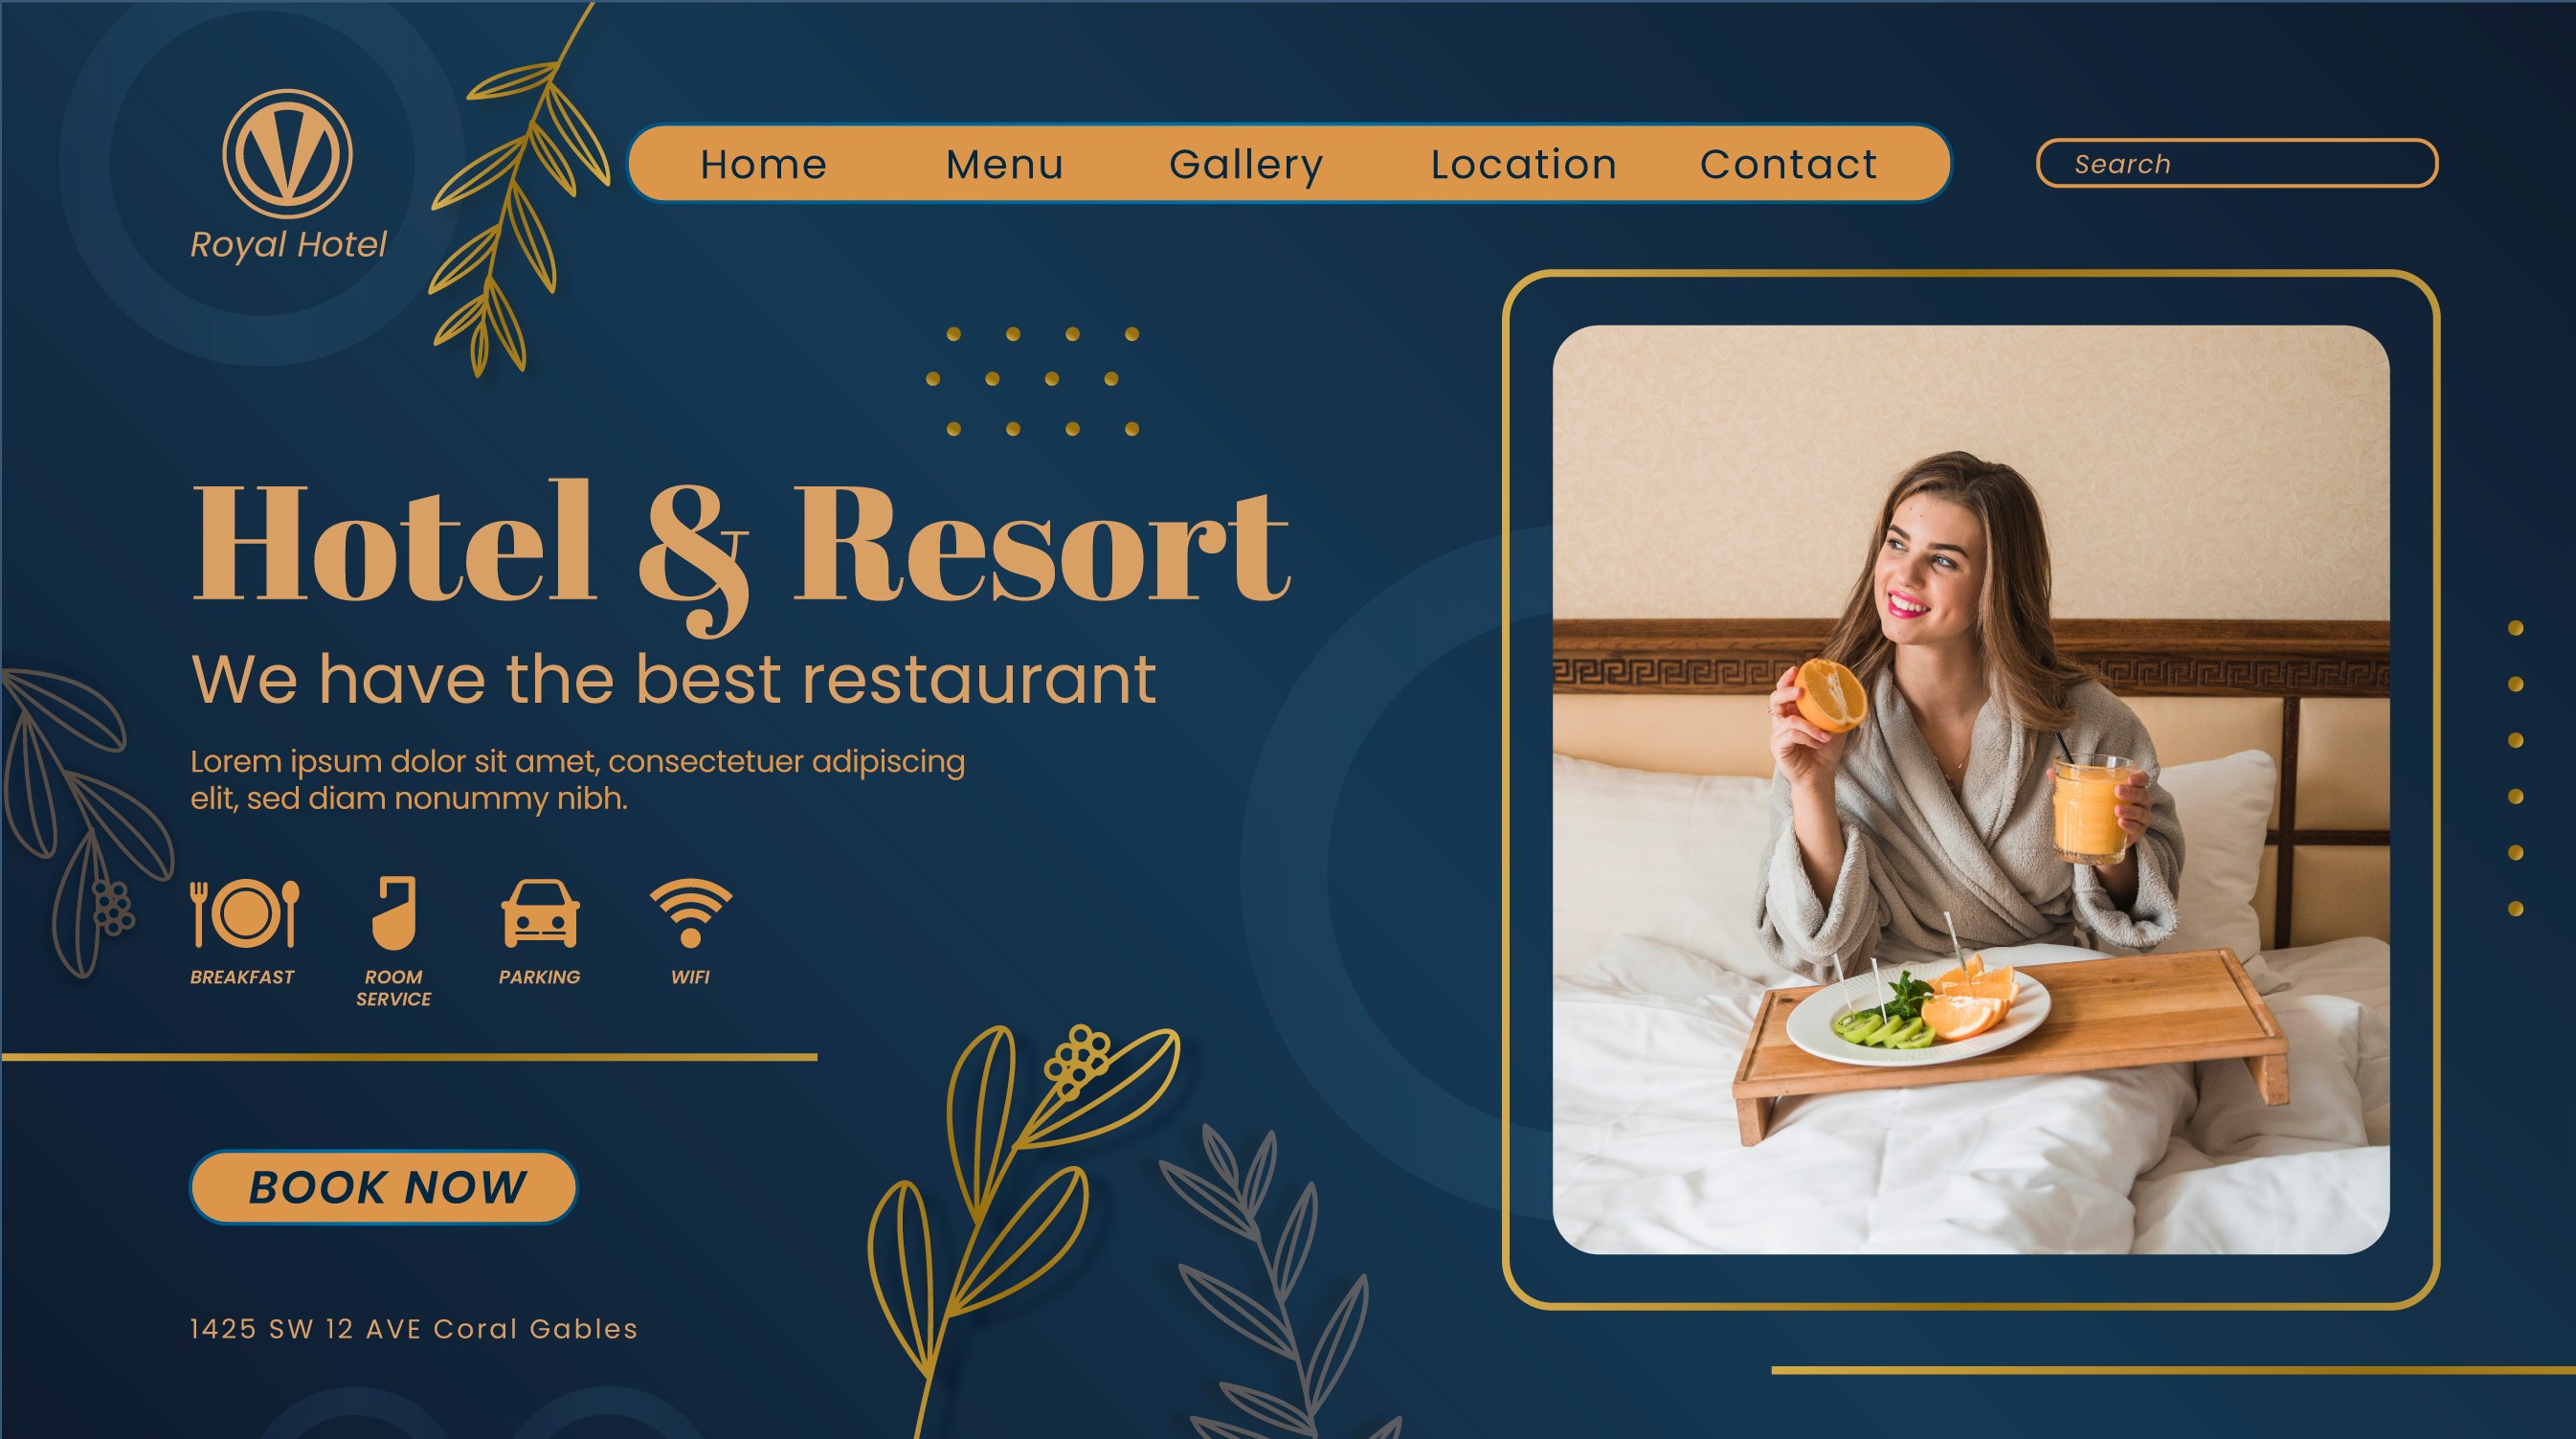 Royal Hotel
Home
Menu
Gallery
Location
Contact
Search
Hotel & Resort
We have the best restaurant
Lorem ipsum dolor sit amet, consectetuer adipiscing
elit, sed diam nonummy nibh.
BREAKFAST
ROOM
SERVICE
PARKING
WIFI
BOOK NOW
1425 SW 12 AVE Coral Gables